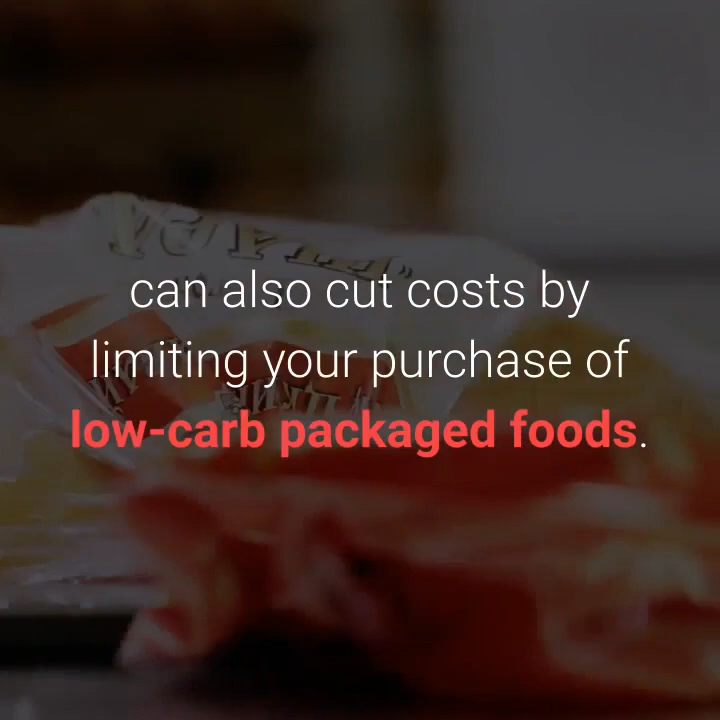 can also cut costs by
limiting your purchase of
low-carb packaged foods.